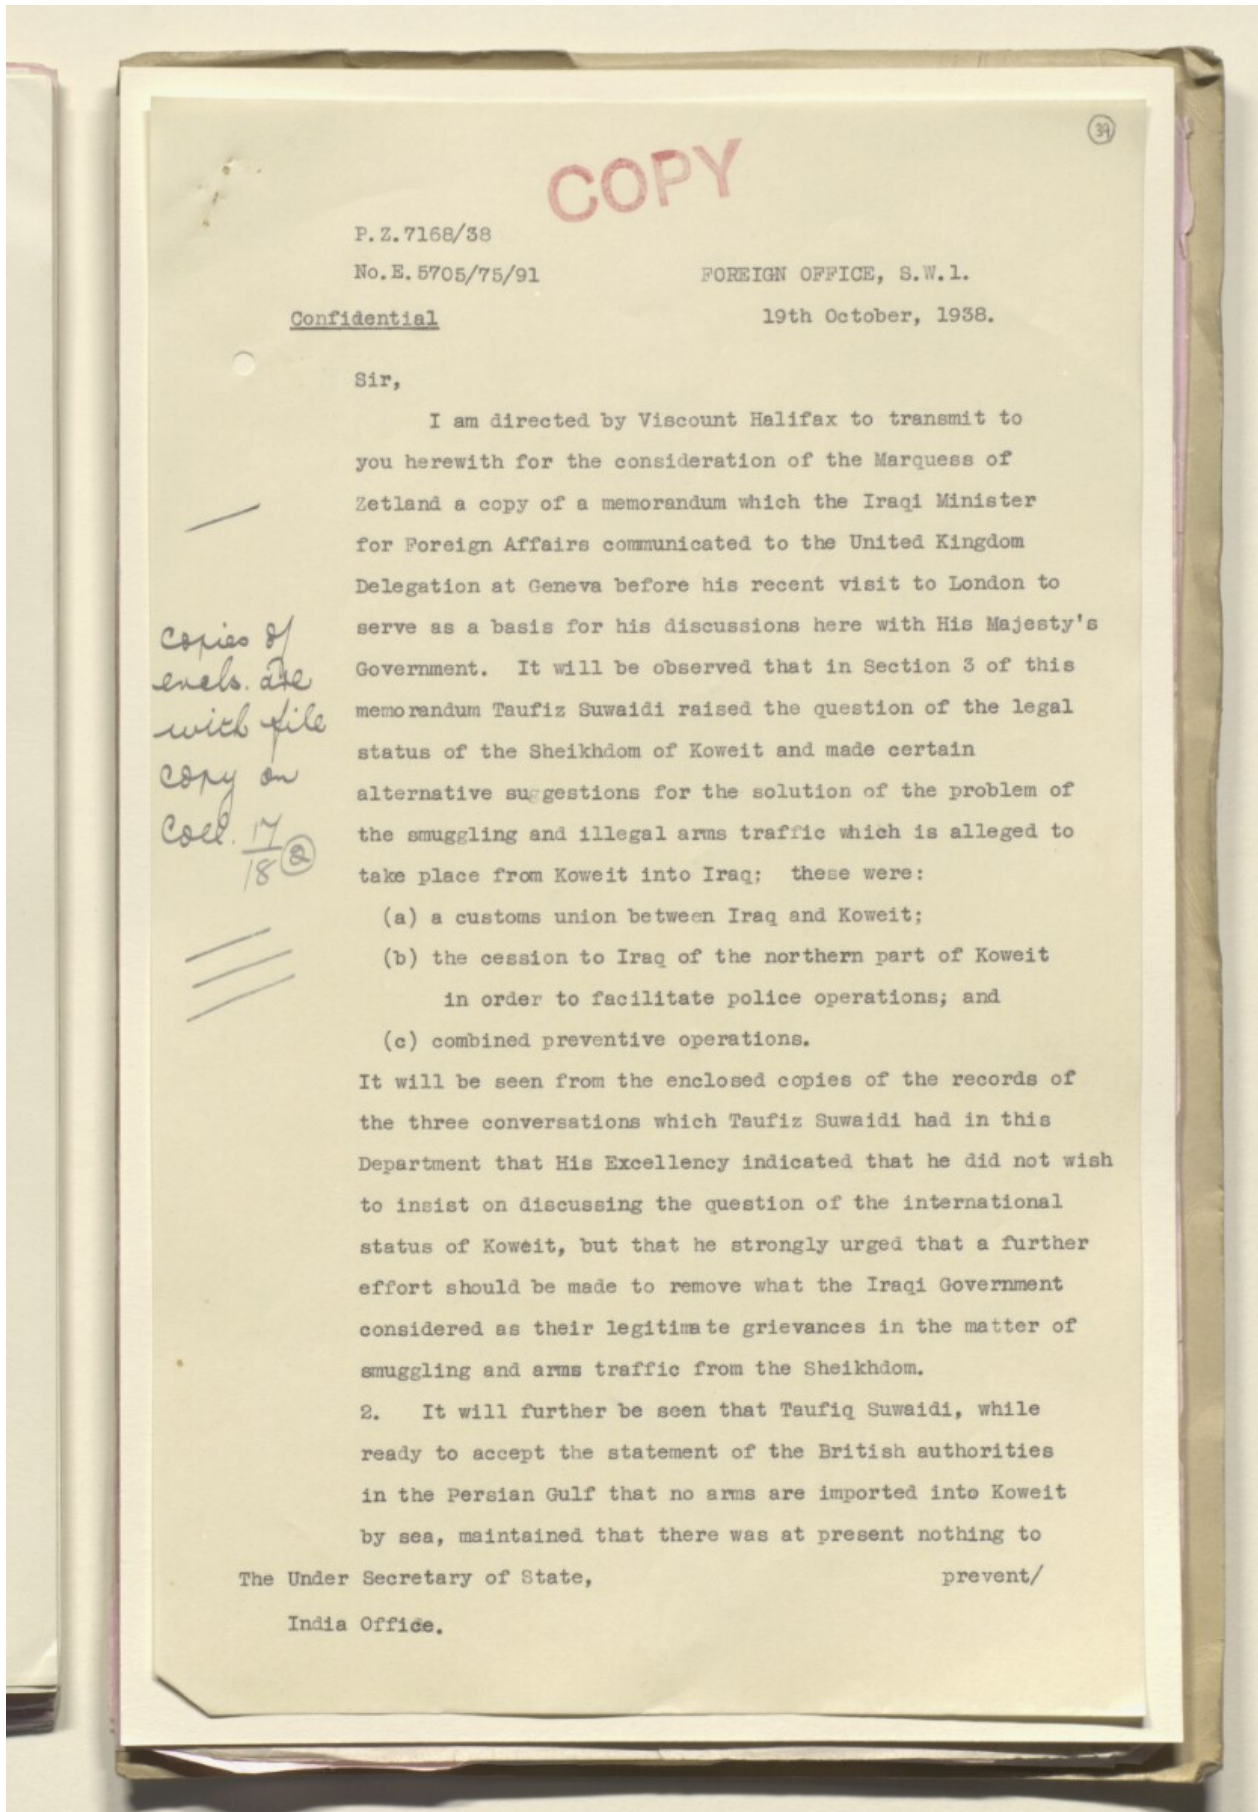 39
COPY
P.Z.7168/38
No.E.5705/75/91 FOREIGN OFFICE, S.W.1.
Confidential 19th October, 1938.
Sir,
I am directed by Viscount Halifax to transmit to
you herewith for the consideration of the Marquess of
Zetland a copy of a memorandum which the Iraqi Minister
for Foreign Affairs communicated to the United Kingdom
Delegation at Geneva before his recent visit to London to
serve as a basis for his discussions here with His Majesty's
Government. It will be observed that in Section 3 of this
memorandum Taufiz Suwaidi raised the question of the legal
status of the Sheikhdom of Koweit and made certain
alternative suggestions for the solution of the problem of
the smuggling and illegal arms traffic which is alleged to
take place from Koweit into Iraq; these were:
(a) a customs union between Iraq and Koweit;
(b) the cession to Iraq of the northern part of Koweit
in order to facilitate police operations; and
(c) combined preventive operations.
It will be seen from the enclosed copies of the records of
the three conversations which Taufiz Suwaidi had in this
Department that His Excellency indicated that he did not wish
to insist on discussing the question of the international
status of Koweit, but that he strongly urged that a further
effort should be made to remove what the Iraqi Government
considered as their legitimate grievances in the matter of
smuggling and arms traffic from the Sheikhdom.
2. It will further be seen that Taufiq Suwaidi, while
ready to accept the statement of the British authorities
in the Persian Gulf that no arms are imported into Koweit
by sea, maintained that there was at present nothing to
The Under Secretary of State, prevent/
India Office.
copies of
encls. are
with file
copy on
Coll. 17
18